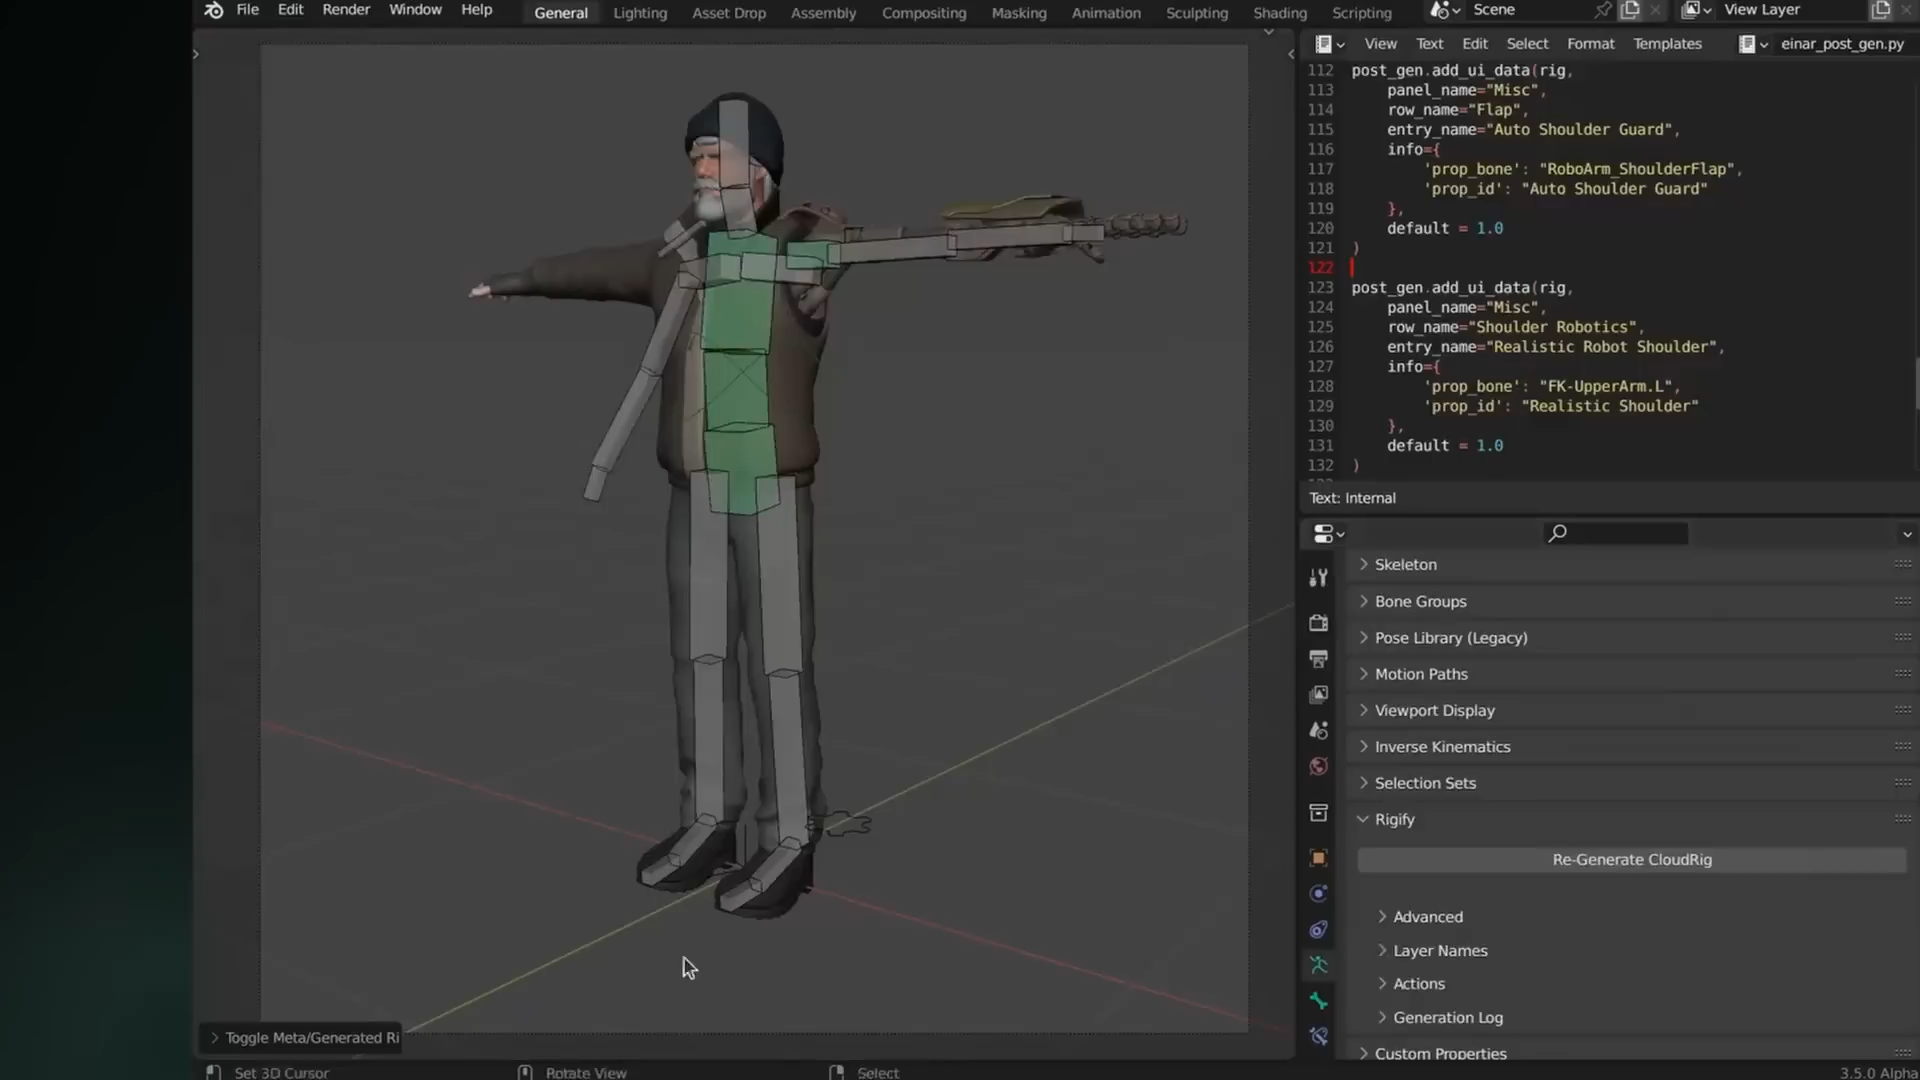 File Edit Render Window Help General Lighting Asset Drop Assembly Compositing Masking Animation Sculpting Shading Scripting Scene View Layer
View Text Edit Select Format Templates einar_post_gen.py
112 post_gen.add_ui_data(rig,
113 panel_name="Misc",
114 row_name="Flap",
115 entry_name="Auto Shoulder Guard",
116 info={
117 'prop_bone': "RoboArm_ShoulderFlap",
118 'prop_id': "Auto Shoulder Guard"
119 },
120 default = 1.0
121 )
122
123 post_gen.add_ui_data(rig,
124 panel_name="Misc",
125 row_name="Shoulder Robotics",
126 entry_name="Realistic Robot Shoulder",
127 info={
128 'prop_bone': "FK-UpperArm.L",
129 'prop_id': "Realistic Shoulder"
130 },
131 default = 1.0
132 )
Text: Internal
Skeleton
Bone Groups
Pose Library (Legacy)
Motion Paths
Viewport Display
Inverse Kinematics
Selection Sets
Rigify
Re-Generate CloudRig
Advanced
Layer Names
Actions
Generation Log
Custom Properties
Toggle Meta/Generated Ri
Set 3D Cursor Rotate View Select 3.5.0 Alpha